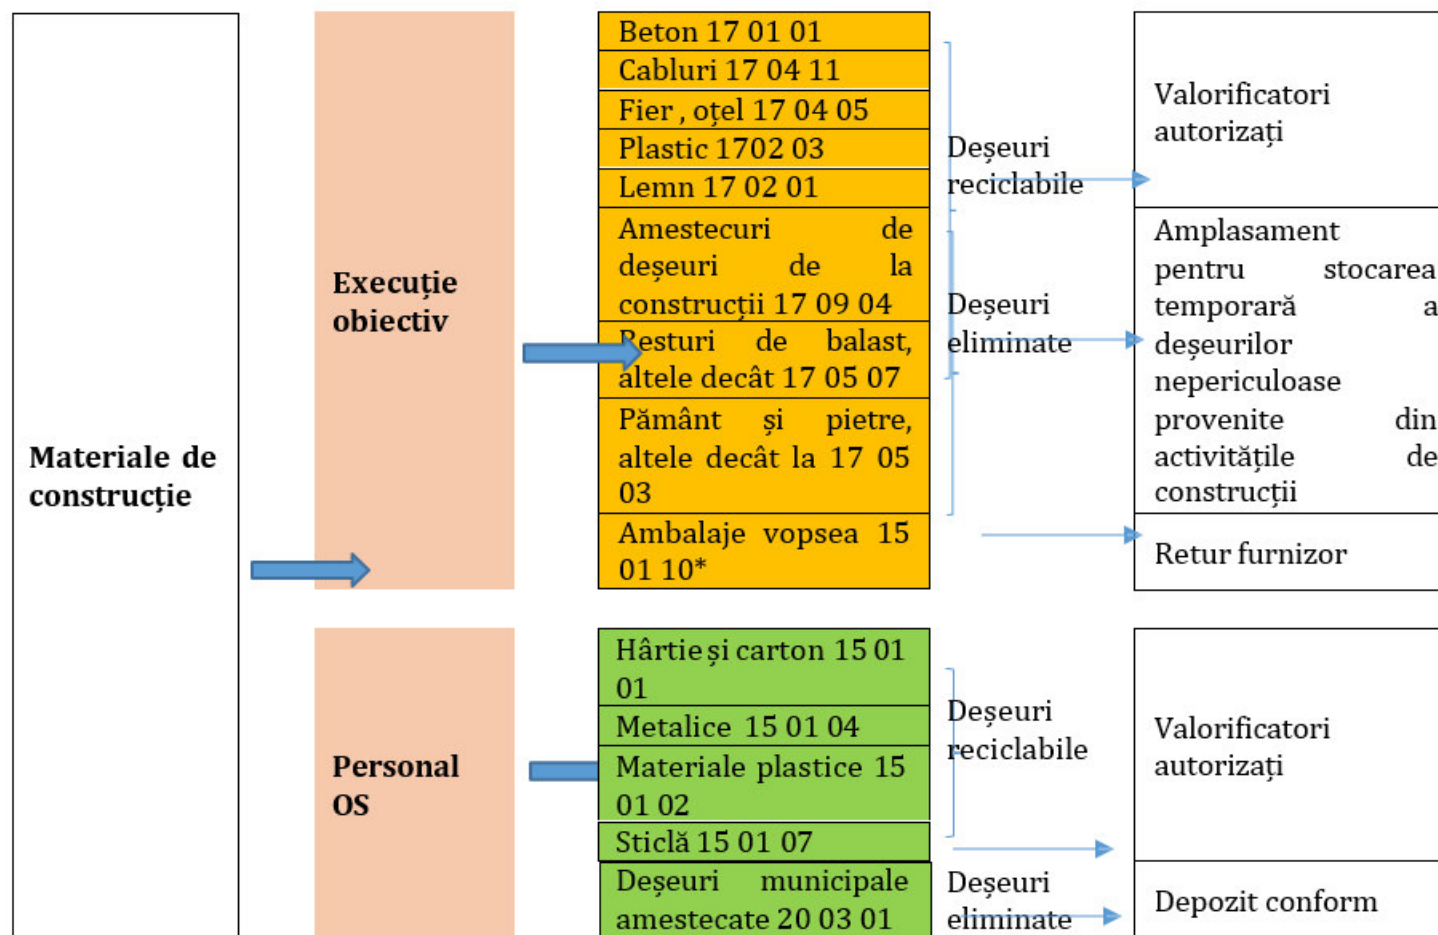 Materiale de
construcție
Execuție
obiectiv
Beton 17 01 01
Cabluri 17 04 11
Fier , oțel 17 04 05
Plastic 1702 03
Lemn 17 02 01
Amestecuri de
deșeuri de la
construcții 17 09 04
Resturi de balast,
altele decât 17 05 07
Pământ și pietre,
altele decât la 17 05
03
Ambalaje vopsea 15
01 10*
Deșeuri
reciclabile
Deșeuri
eliminate
Valorificatori
autorizați
Amplasament
pentru stocarea
temporară a
deșeurilor
nepericuloase
provenite din
activitățile de
construcții
Retur furnizor
Personal
OS
Hârtie și carton 15 01
01
Metalice 15 01 04
Materiale plastice 15
01 02
Sticlă 15 01 07
Deșeuri municipale
amestecate 20 03 01
Deșeuri
reciclabile
Deșeuri
eliminate
Valorificatori
autorizați
Depozit conform